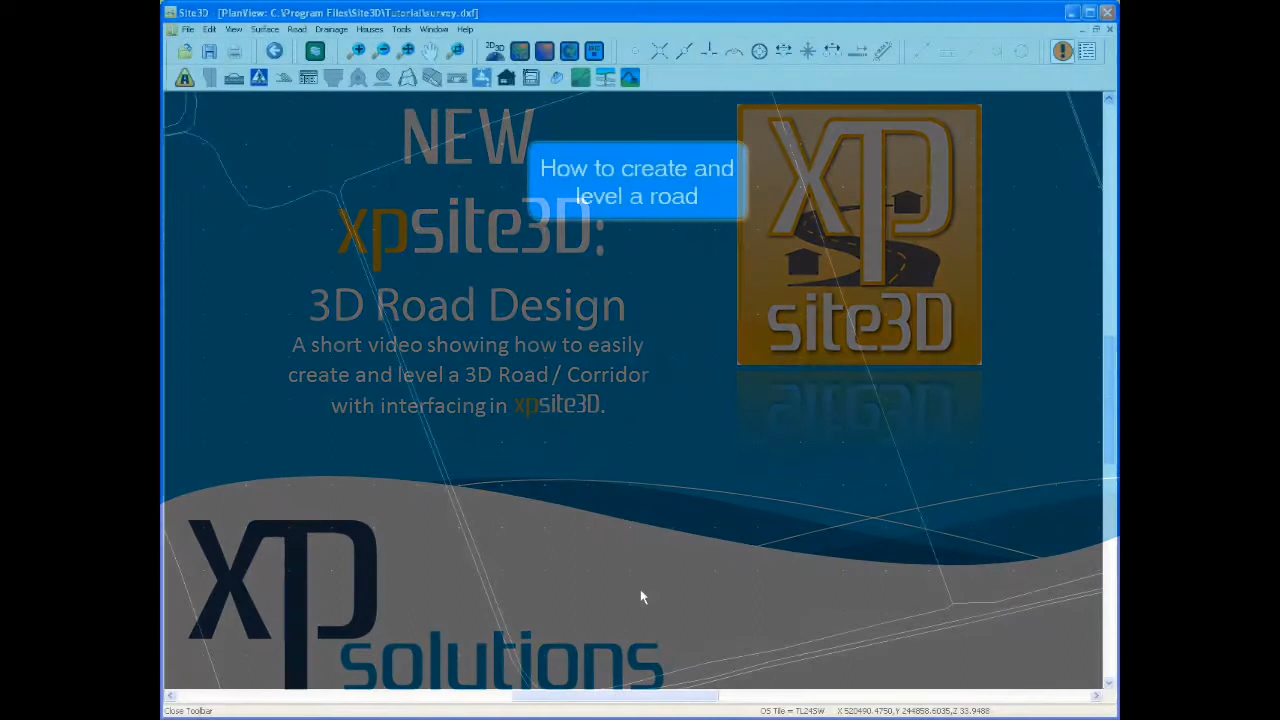 Site3D - [PlanView: C:\Program Files\Site3D\Tutorial\survey.dxf]
File Edit View Surface Road Drainage Houses Tools Window Help
2D3D
NEW
xpsite3D:
3D Road Design
A short video showing how to easily
create and level a 3D Road / Corridor
with interfacing in xpsite3D.
How to create and
level a road
xp
site3D
xp
solutions
Close Toolbar
OS Tile = TL24SW X 520490.4750,Y 244858.6035,Z 33.9488